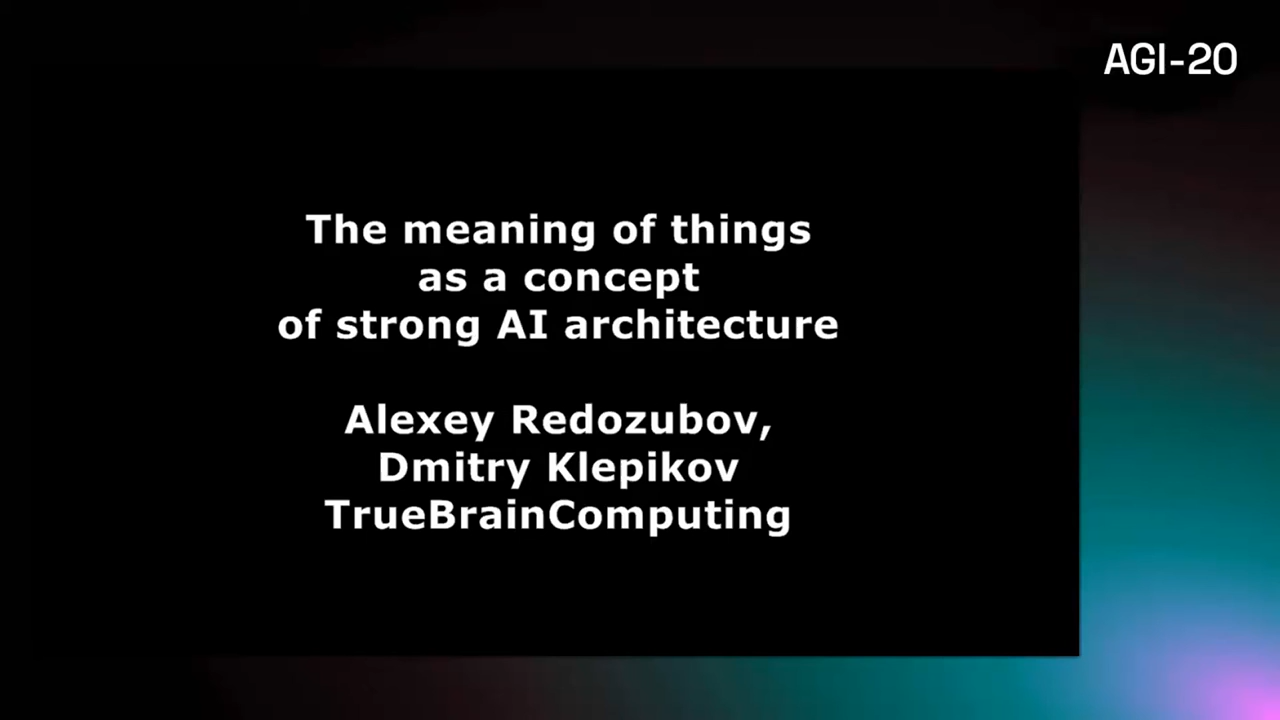 AGI-20
The meaning of things
as a concept
of strong AI architecture
Alexey Redozubov,
Dmitry Klepikov
TrueBrainComputing